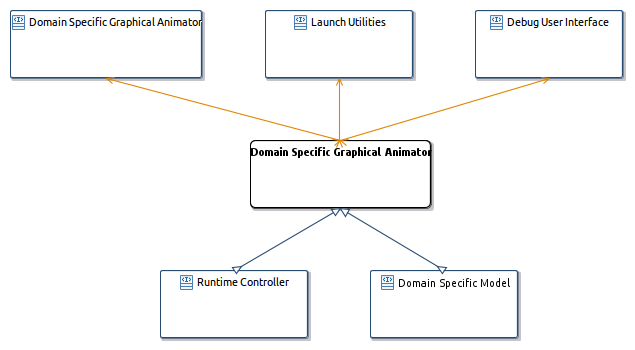 Domain Specific Graphical Animator
Launch Utilities
Debug User Interface
Domain Specific Graphical Animator
Runtime Controller
Domain Specific Model